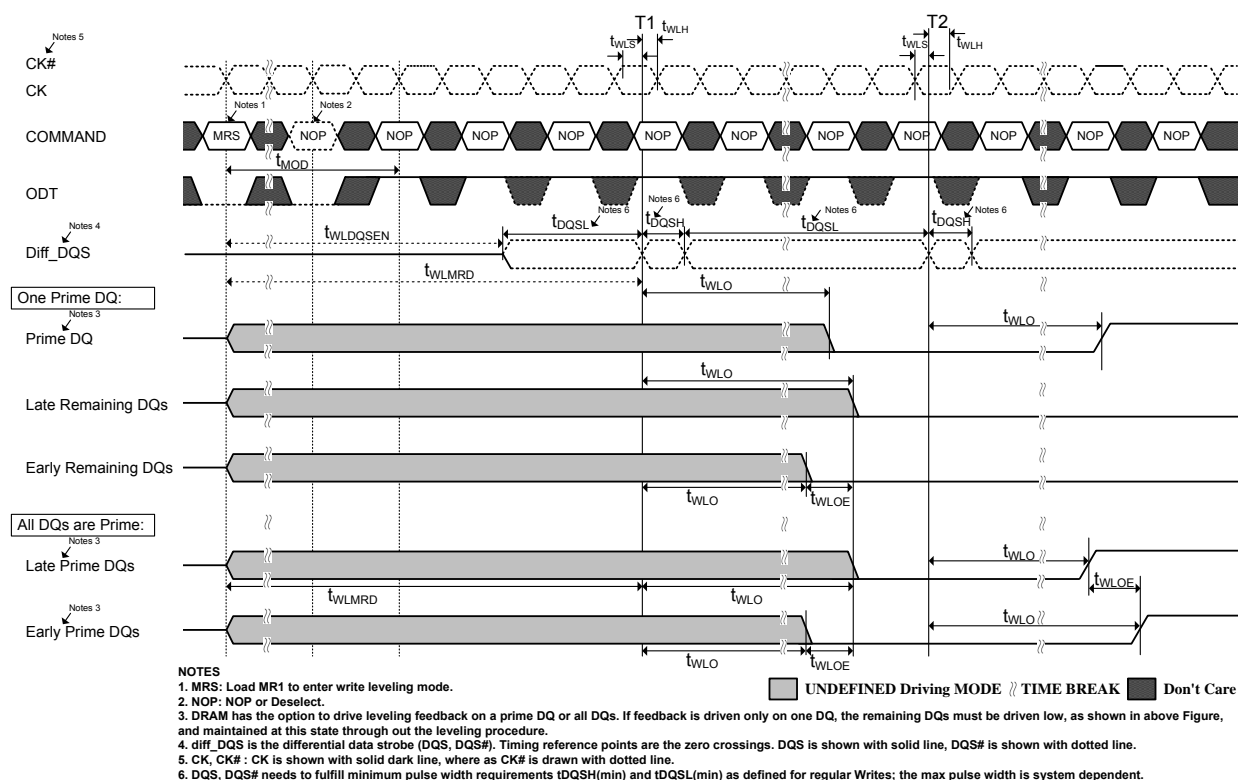 T1
T2
tWLS
tWLH
tWLS
tWLH
Notes 5
CK#
CK
Notes 1
Notes 2
COMMAND
MRS
NOP
NOP
NOP
NOP
NOP
NOP
NOP
NOP
NOP
NOP
NOP
tMOD
ODT
Notes 6
Notes 6
Notes 6
Notes 6
tDQSL
tDQSH
tDQSL
tDQSH
Notes 4
Diff_DQS
tWLDQSEN
tWLMRD
tWLO
One Prime DQ:
Notes 3
Prime DQ
tWLO
tWLO
Late Remaining DQs
Early Remaining DQs
tWLO
tWLOE
All DQs are Prime:
Notes 3
Late Prime DQs
tWLO
tWLOE
tWLMRD
tWLO
Notes 3
Early Prime DQs
tWLO
tWLO
tWLOE
NOTES
1. MRS: Load MR1 to enter write leveling mode.
UNDEFINED Driving MODE
TIME BREAK
Don't Care
2. NOP: NOP or Deselect.
3. DRAM has the option to drive leveling feedback on a prime DQ or all DQs. If feedback is driven only on one DQ, the remaining DQs must be driven low, as shown in above Figure,
and maintained at this state through out the leveling procedure.
4. diff_DQS is the differential data strobe (DQS, DQS#). Timing reference points are the zero crossings. DQS is shown with solid line, DQS# is shown with dotted line.
5. CK, CK# : CK is shown with solid dark line, where as CK# is drawn with dotted line.
6. DQS, DQS# needs to fulfill minimum pulse width requirements tDQSH(min) and tDQSL(min) as defined for regular Writes; the max pulse width is system dependent.